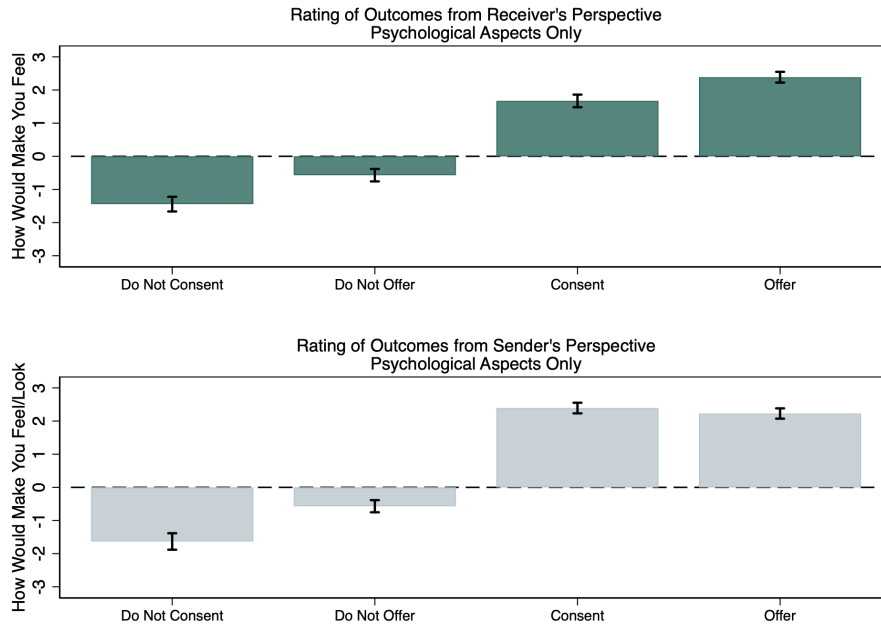 Rating of Outcomes from Receiver's Perspective
Psychological Aspects Only
How Would Make You Feel
3
2
1
0
-1
-2
-3
Do Not Consent
Do Not Offer
Consent
Offer
Rating of Outcomes from Sender's Perspective
Psychological Aspects Only
How Would Make You Feel/Look
3
2
1
0
-1
-2
-3
Do Not Consent
Do Not Offer
Consent
Offer